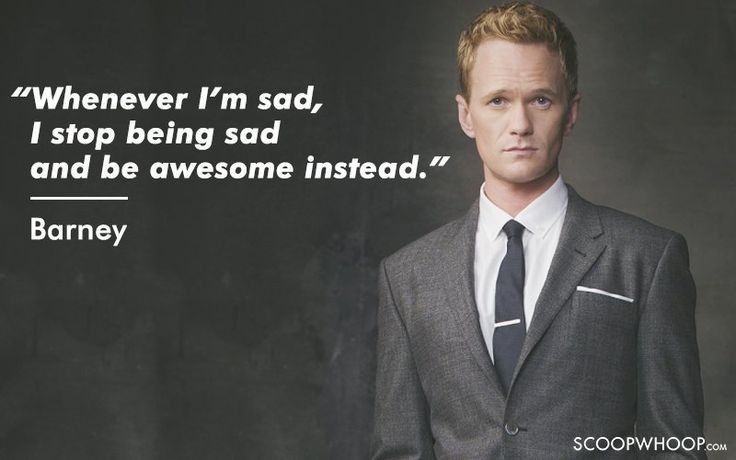 “Whenever I’m sad,
I stop being sad
and be awesome instead.”
Barney
SCOOPWHOOP.COM